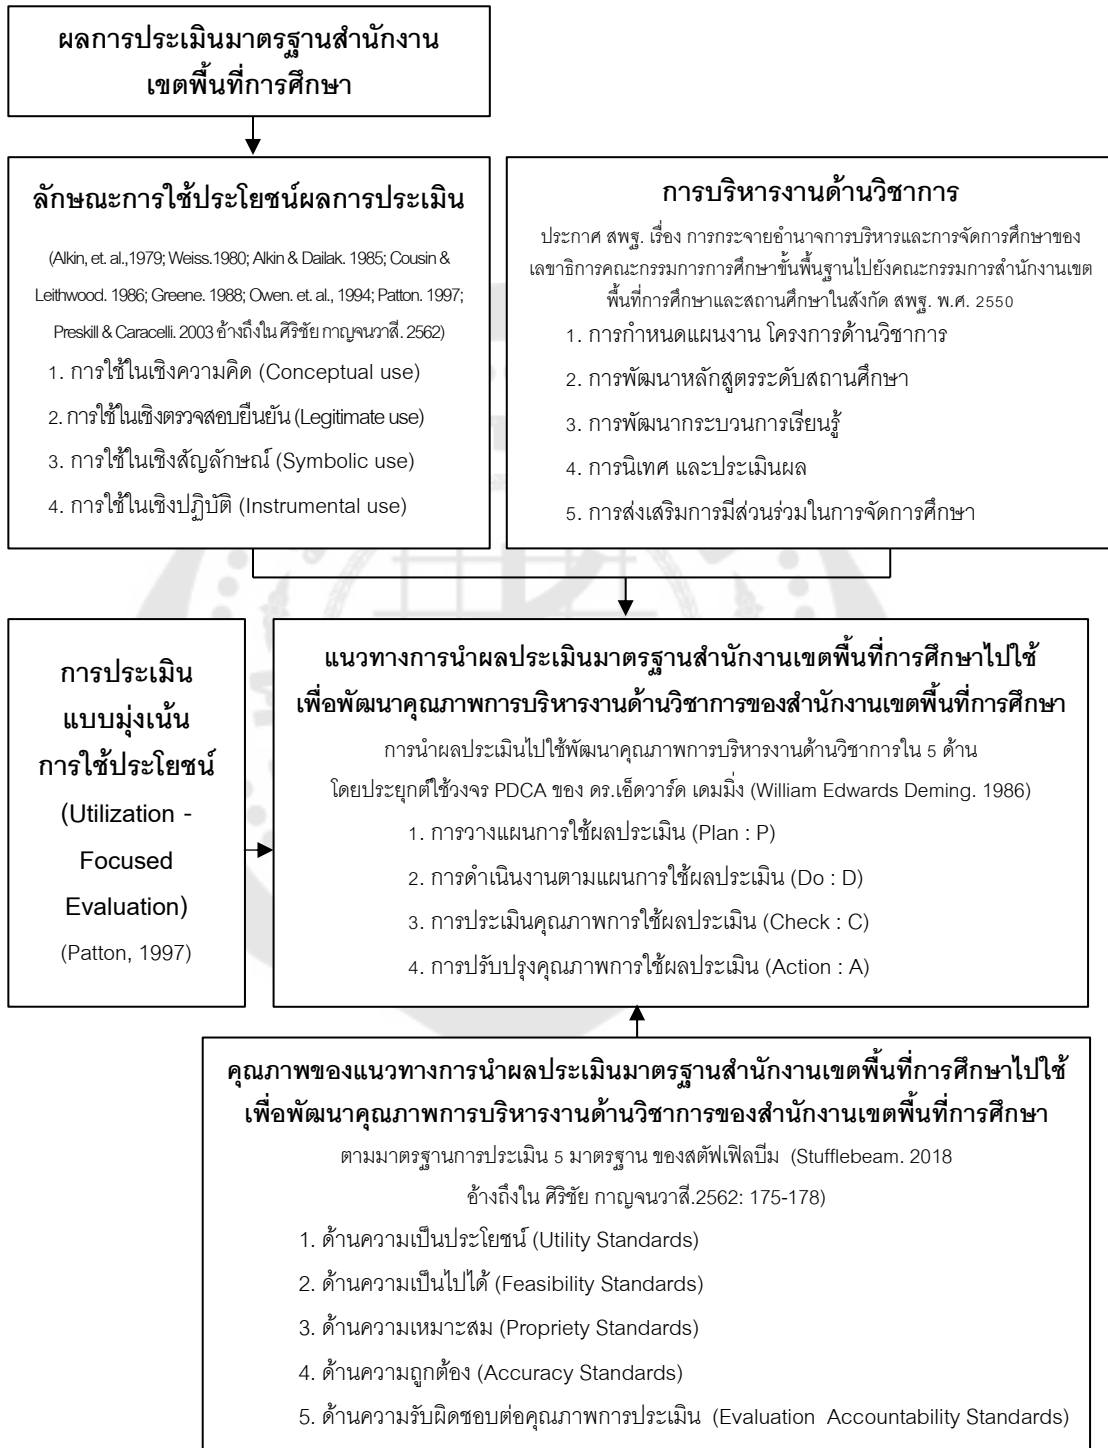 ผลการประเมินมาตรฐานสำนักงาน
เขตพื้นที่การศึกษา
ลักษณะการใช้ประโยชน์ผลการประเมิน
(Alkin, et. al.,1979; Weiss.1980; Alkin & Dailak. 1985; Cousin &
Leithwood. 1986; Greene. 1988; Owen. et. al., 1994; Patton. 1997;
Preskill & Caracelli. 2003 อ้างถึงใน ศิริชัย กาญจนวาสี. 2562)
1. การใช้ในเชิงความคิด (Conceptual use)
2. การใช้ในเชิงตรวจสอบยืนยัน (Legitimate use)
3. การใช้ในเชิงสัญลักษณ์ (Symbolic use)
4. การใช้ในเชิงปฏิบัติ (Instrumental use)
การบริหารงานด้านวิชาการ
ประกาศ สพฐ. เรื่อง การกระจายอำนาจการบริหารและการจัดการศึกษาของ
เลขาธิการคณะกรรมการการศึกษาขั้นพื้นฐานไปยังคณะกรรมการสำนักงานเขต
พื้นที่การศึกษาและสถานศึกษาในสังกัด สพฐ. พ.ศ. 2550
1. การกำหนดแผนงาน โครงการด้านวิชาการ
2. การพัฒนาหลักสูตรระดับสถานศึกษา
3. การพัฒนากระบวนการเรียนรู้
4. การนิเทศ และประเมินผล
5. การส่งเสริมการมีส่วนร่วมในการจัดการศึกษา
การประเมิน
แบบมุ่งเน้น
การใช้ประโยชน์
(Utilization -
Focused
Evaluation)
(Patton, 1997)
แนวทางการนำผลประเมินมาตรฐานสำนักงานเขตพื้นที่การศึกษาไปใช้
เพื่อพัฒนาคุณภาพการบริหารงานด้านวิชาการของสำนักงานเขตพื้นที่การศึกษา
การนำผลประเมินไปใช้พัฒนาคุณภาพการบริหารงานด้านวิชาการใน 5 ด้าน
โดยประยุกต์ใช้วงจร PDCA ของ ดร.เอ็ดวาร์ด เดมมิ่ง (William Edwards Deming. 1986)
1. การวางแผนการใช้ผลประเมิน (Plan : P)
2. การดำเนินงานตามแผนการใช้ผลประเมิน (Do : D)
3. การประเมินคุณภาพการใช้ผลประเมิน (Check : C)
4. การปรับปรุงคุณภาพการใช้ผลประเมิน (Action : A)
คุณภาพของแนวทางการนำผลประเมินมาตรฐานสำนักงานเขตพื้นที่การศึกษาไปใช้
เพื่อพัฒนาคุณภาพการบริหารงานด้านวิชาการของสำนักงานเขตพื้นที่การศึกษา
ตามมาตรฐานการประเมิน 5 มาตรฐาน ของสตัฟเฟิลบีม (Stufflebeam. 2018
อ้างถึงใน ศิริชัย กาญจนวาสี.2562: 175-178)
1. ด้านความเป็นประโยชน์ (Utility Standards)
2. ด้านความเป็นไปได้ (Feasibility Standards)
3. ด้านความเหมาะสม (Propriety Standards)
4. ด้านความถูกต้อง (Accuracy Standards)
5. ด้านความรับผิดชอบต่อคุณภาพการประเมิน (Evaluation Accountability Standards)